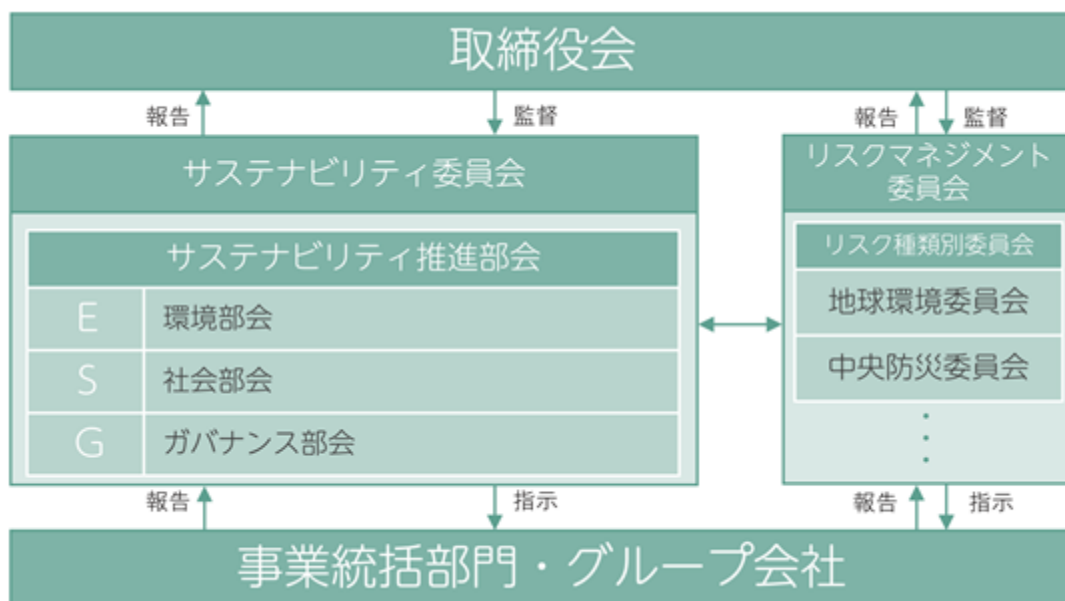 取締役会
報告
監督
報告
監督
サステナビリティ委員会
サステナビリティ推進部会
E
環境部会
S
社会部会
G
ガバナンス部会
リスクマネジメント
委員会
リスク種類別委員会
地球環境委員会
中央防災委員会
報告
指示
報告
指示
事業統括部門・グループ会社